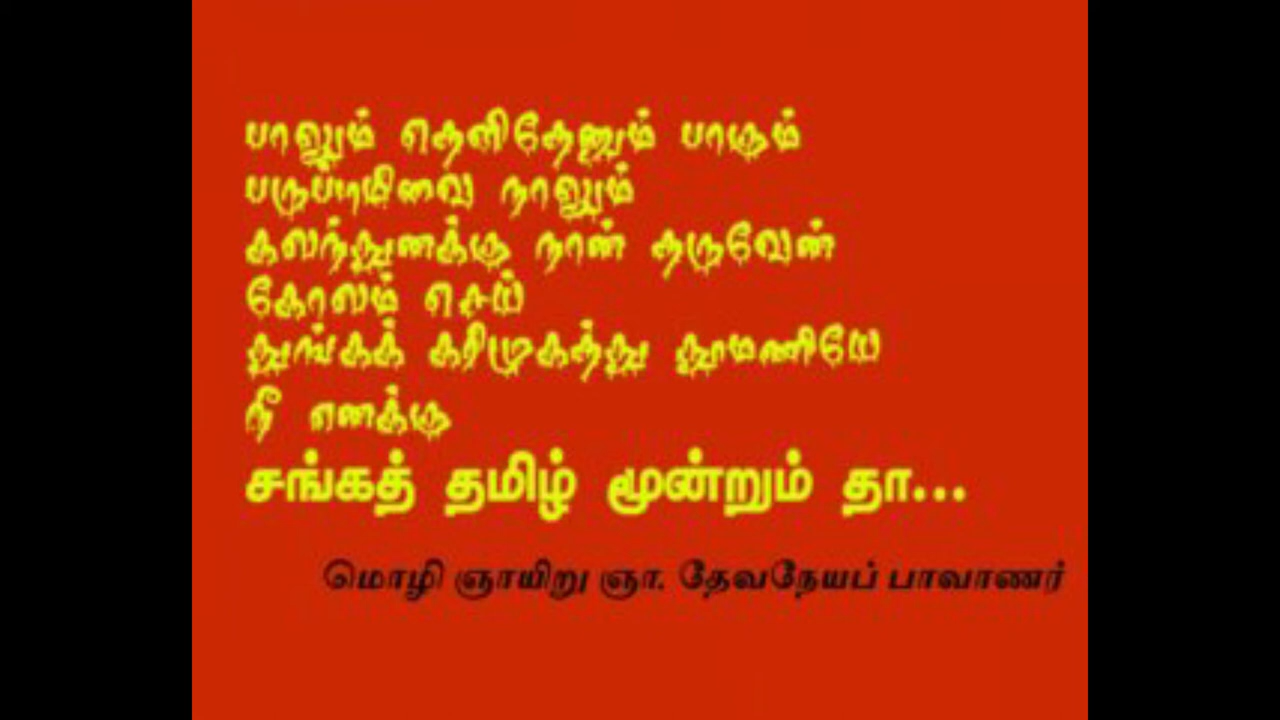 பாலும் தெளிதேனும் பாகும்
பருப்புமிவை நாலும்
கலந்துனக்கு நான் தருவேன்
கோலம் செய்
துங்கக் கரிமுகத்து தூமணியே
நீ எனக்கு
சங்கத் தமிழ் மூன்றும் தா...
மொழி ஞாயிறு ஞா. தேவநேயப் பாவாணர்